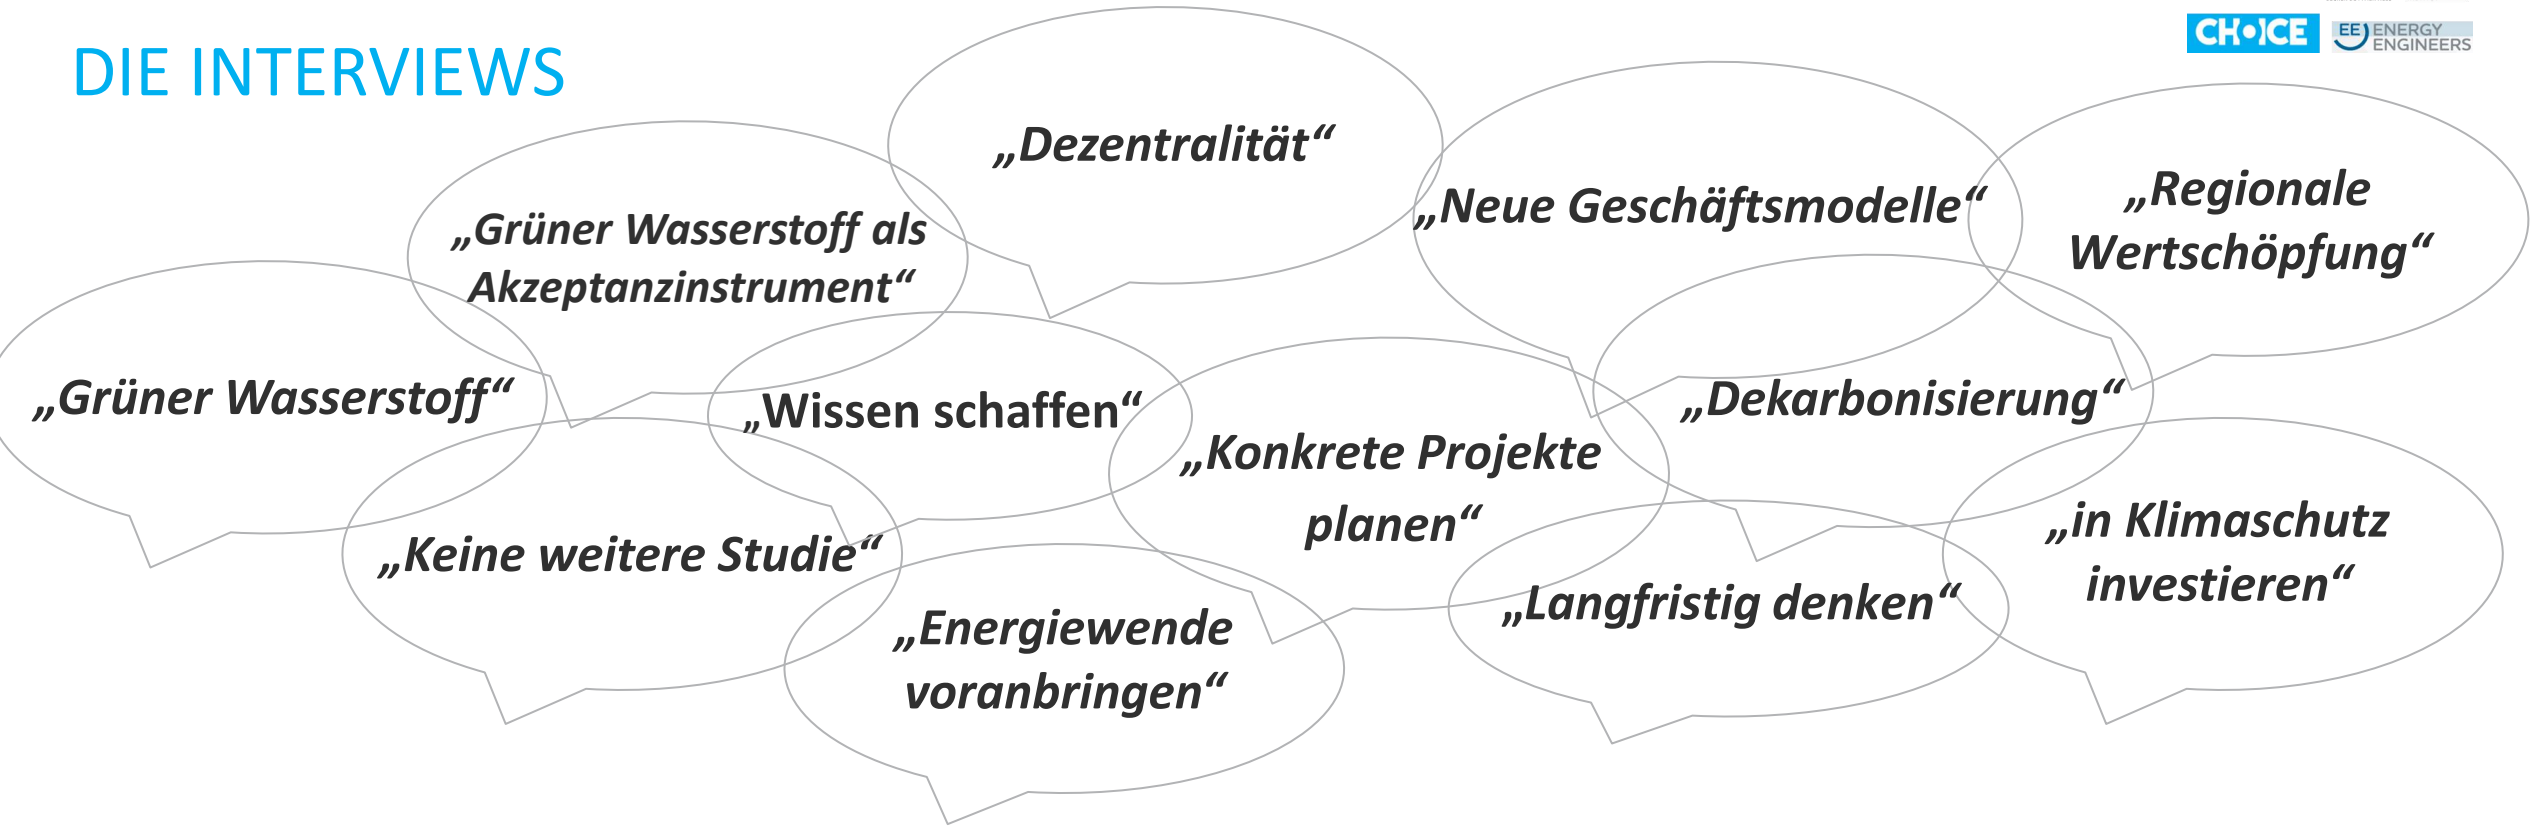 DIE INTERVIEWS
CHOICE
EE ENERGY
ENGINEERS
„Dezentralität“
„Neue Geschäftsmodelle“
„Regionale
Wertschöpfung“
„Grüner Wasserstoff als
Akzeptanzinstrument“
„Grüner Wasserstoff“
„Wissen schaffen“
„Dekarbonisierung“
„Konkrete Projekte
planen“
„Keine weitere Studie“
„in Klimaschutz
investieren“
„Langfristig denken“
„Energiewende
voranbringen“